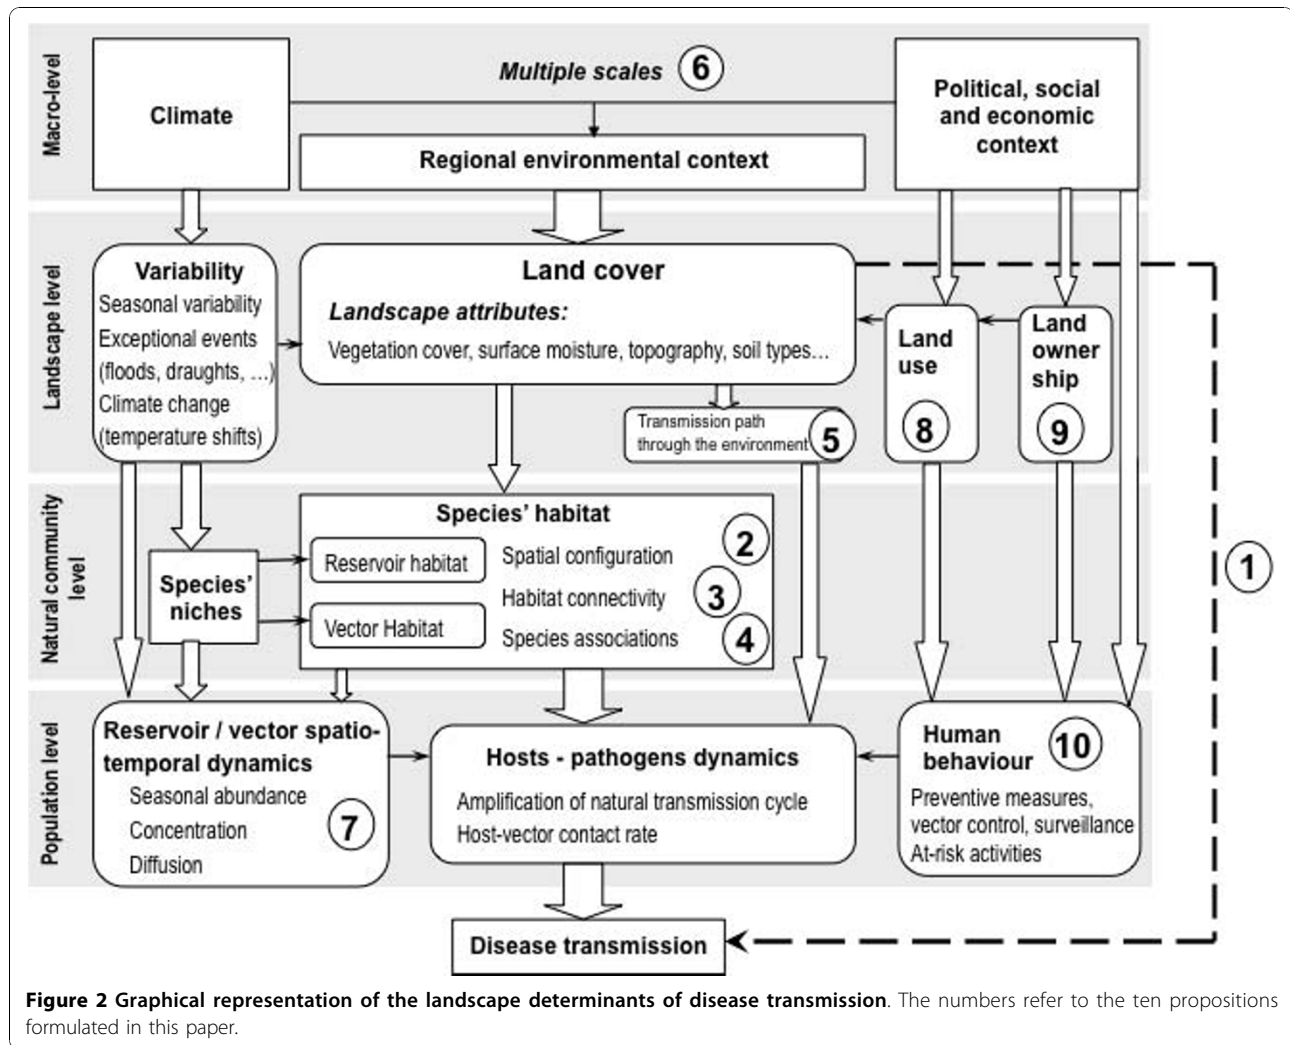 Macro-level
Climate
Multiple scales 6
Regional environmental context
Political, social
and economic
context
Landscape level
Variability
Seasonal variability
Exceptional events
(floods, draughts, ...)
Climate change
(temperature shifts)
Land cover
Landscape attributes:
Vegetation cover, surface moisture, topography, soil types...
Transmission path
through the environment
5
Land
use
8
Land
owner
ship
9
1
Natural community
level
Species'
niches
Species' habitat
Reservoir habitat
Vector Habitat
Spatial configuration
2
Habitat connectivity
3
Species associations
4
Population level
Reservoir / vector spatio-
temporal dynamics
Seasonal abundance
Concentration
Diffusion
7
Hosts - pathogens dynamics
Amplification of natural transmission cycle
Host-vector contact rate
Human
behaviour
10
Preventive measures,
vector control, surveillance
At-risk activities
Disease transmission
Figure 2 Graphical representation of the landscape determinants of disease transmission. The numbers refer to the ten propositions
formulated in this paper.